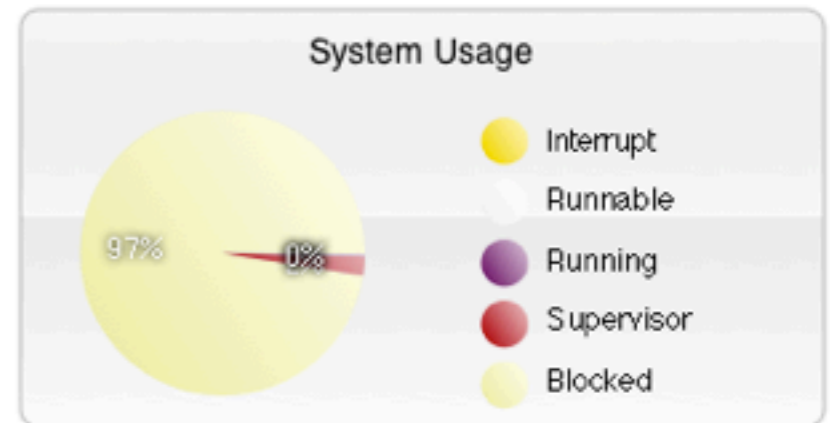 System Usage
Interrupt
Runnable
97%
0%
Running
Supervisor
Blocked